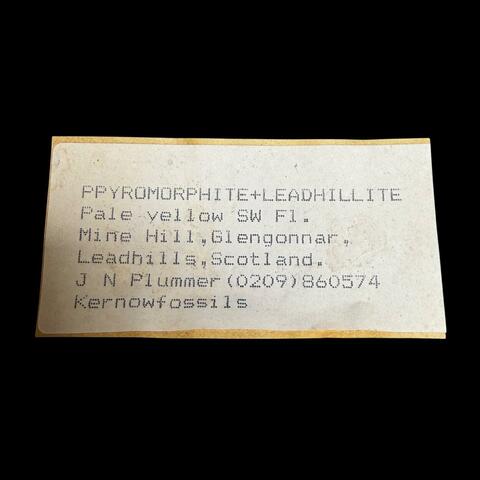 PPYROMORPHITE+LEADHILLITE
Pale yellow SW Fl.
Mine Hill,Glengonnar,
Leadhills,Scotland.
J N Plummer(0209)860574
Kernowfossils